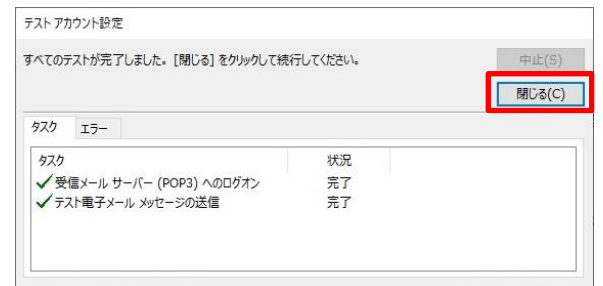 テスト アカウント設定
すべてのテストが完了しました。[閉じる] をクリックして続行してください。
中止(S)
閉じる(C)
タスク エラー
タスク 状況
受信メール サーバー (POP3) へのログオン 完了
テスト電子メール メッセージの送信 完了